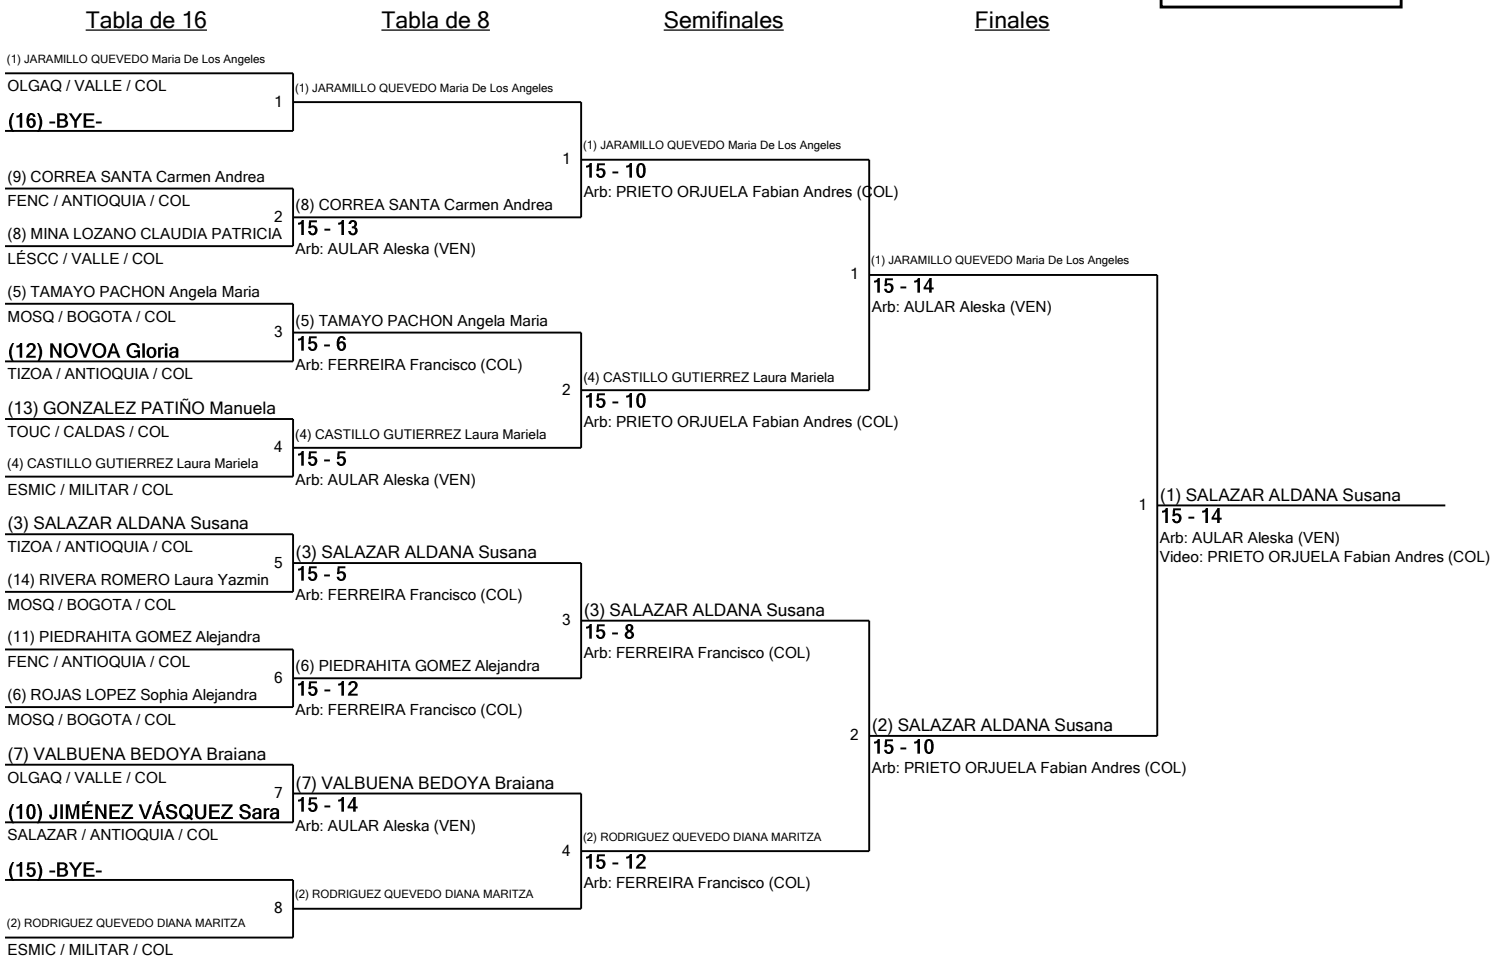 Tabla de 16
Tabla de 8
Semifinales
Finales
(1) JARAMILLO QUEVEDO Maria De Los Angeles
OLGAQ / VALLE / COL
1
(16) -BYE-
(9) CORREA SANTA Carmen Andrea
FENC / ANTIOQUIA / COL
2
(8) MINA LOZANO CLAUDIA PATRICIA
LÉSCC / VALLE / COL
(5) TAMAYO PACHON Angela Maria
MOSQ / BOGOTA / COL
3
(12) NOVOA Gloria
TIZOA / ANTIOQUIA / COL
(13) GONZALEZ PATIÑO Manuela
TOUC / CALDAS / COL
4
(4) CASTILLO GUTIERREZ Laura Mariela
ESMIC / MILITAR / COL
(3) SALAZAR ALDANA Susana
TIZOA / ANTIOQUIA / COL
5
(14) RIVERA ROMERO Laura Yazmin
MOSQ / BOGOTA / COL
(11) PIEDRAHITA GOMEZ Alejandra
FENC / ANTIOQUIA / COL
6
(6) ROJAS LOPEZ Sophia Alejandra
MOSQ / BOGOTA / COL
(7) VALBUENA BEDOYA Braiana
OLGAQ / VALLE / COL
7
(10) JIMÉNEZ VÁSQUEZ Sara
SALAZAR / ANTIOQUIA / COL
(15) -BYE-
8
(2) RODRIGUEZ QUEVEDO DIANA MARITZA
ESMIC / MILITAR / COL
(1) JARAMILLO QUEVEDO Maria De Los Angeles
1
(8) CORREA SANTA Carmen Andrea
15 - 13
Arb: AULAR Aleska (VEN)
(5) TAMAYO PACHON Angela Maria
15 - 6
Arb: FERREIRA Francisco (COL)
2
(4) CASTILLO GUTIERREZ Laura Mariela
15 - 5
Arb: AULAR Aleska (VEN)
(3) SALAZAR ALDANA Susana
15 - 5
Arb: FERREIRA Francisco (COL)
3
(6) PIEDRAHITA GOMEZ Alejandra
15 - 12
Arb: FERREIRA Francisco (COL)
(7) VALBUENA BEDOYA Braiana
15 - 14
Arb: AULAR Aleska (VEN)
4
(2) RODRIGUEZ QUEVEDO DIANA MARITZA
(1) JARAMILLO QUEVEDO Maria De Los Angeles
15 - 10
Arb: PRIETO ORJUELA Fabian Andres (COL)
1
(4) CASTILLO GUTIERREZ Laura Mariela
15 - 10
Arb: PRIETO ORJUELA Fabian Andres (COL)
(3) SALAZAR ALDANA Susana
15 - 8
Arb: FERREIRA Francisco (COL)
2
(2) RODRIGUEZ QUEVEDO DIANA MARITZA
15 - 12
Arb: FERREIRA Francisco (COL)
(1) JARAMILLO QUEVEDO Maria De Los Angeles
15 - 14
Arb: AULAR Aleska (VEN)
1
(2) SALAZAR ALDANA Susana
15 - 10
Arb: PRIETO ORJUELA Fabian Andres (COL)
(1) SALAZAR ALDANA Susana
15 - 14
Arb: AULAR Aleska (VEN)
Video: PRIETO ORJUELA Fabian Andres (COL)